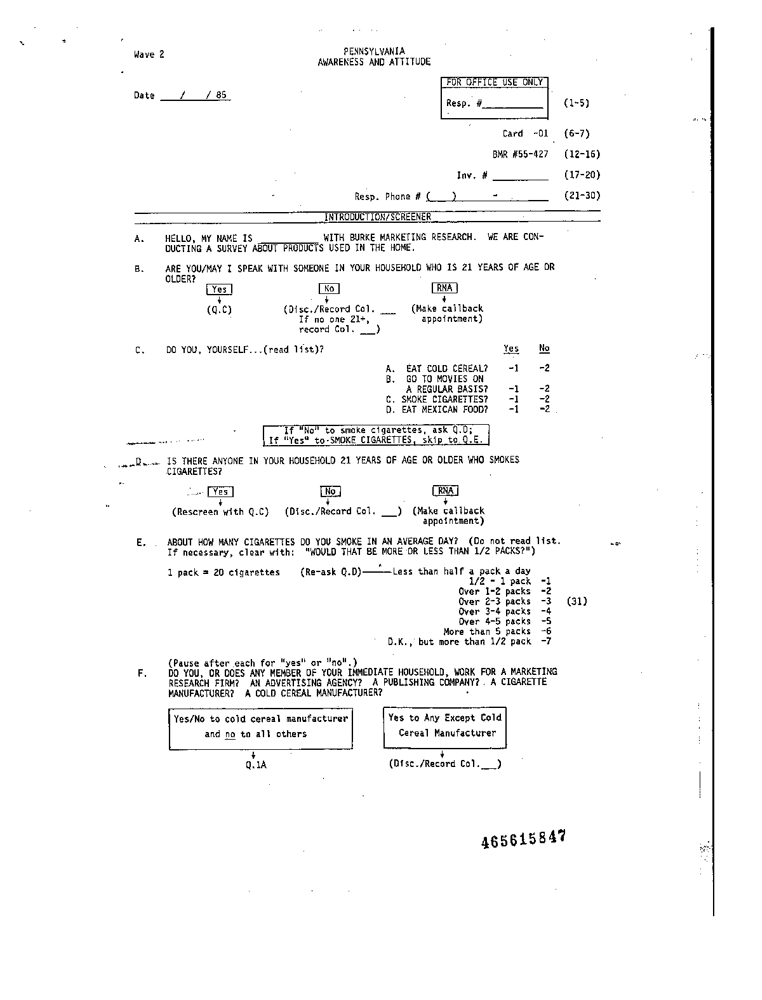 Wave 2
PENNSYLVANIA
AWARENESS AND ATTITUDE
Date / / 85
FOR OFFICE USE ONLY
Resp. # (1-5)
Card -01 (6-7)
BMR #55-427 (12-16)
Inv. # (17-20)
Resp. Phone # ( ) - (21-30)
INTRODUCTION/SCREENER
A. HELLO, MY NAME IS ________ WITH BURKE MARKETING RESEARCH. WE ARE CON-
DUCTING A SURVEY ABOUT PRODUCTS USED IN THE HOME.
B. ARE YOU/MAY I SPEAK WITH SOMEONE IN YOUR HOUSEHOLD WHO IS 21 YEARS OF AGE OR
OLDER?
Yes No RNA
(Q.C) (Disc./Record Col. ___ (Make callback
If no one 21+, appointment)
record Col. ___)
C. DO YOU, YOURSELF...(read list)? Yes No
A. EAT COLD CEREAL? -1 -2
B. GO TO MOVIES ON
A REGULAR BASIS? -1 -2
C. SMOKE CIGARETTES? -1 -2
D. EAT MEXICAN FOOD? -1 -2
If "No" to smoke cigarettes, ask Q.D;
If "Yes" to SMOKE CIGARETTES, skip to Q.E.
D. IS THERE ANYONE IN YOUR HOUSEHOLD 21 YEARS OF AGE OR OLDER WHO SMOKES
CIGARETTES?
Yes No RNA
(Rescreen with Q.C) (Disc./Record Col. ___) (Make callback
appointment)
E. ABOUT HOW MANY CIGARETTES DO YOU SMOKE IN AN AVERAGE DAY? (Do not read list.
If necessary, clear with: "WOULD THAT BE MORE OR LESS THAN 1/2 PACKS?")
1 pack = 20 cigarettes (Re-ask Q.D)——Less than half a pack a day
1/2 - 1 pack -1
Over 1-2 packs -2
Over 2-3 packs -3 (31)
Over 3-4 packs -4
Over 4-5 packs -5
More than 5 packs -6
D.K., but more than 1/2 pack -7
(Pause after each for "yes" or "no".)
F. DO YOU, OR DOES ANY MEMBER OF YOUR IMMEDIATE HOUSEHOLD, WORK FOR A MARKETING
RESEARCH FIRM? AN ADVERTISING AGENCY? A PUBLISHING COMPANY? A CIGARETTE
MANUFACTURER? A COLD CEREAL MANUFACTURER?
Yes/No to cold cereal manufacturer Yes to Any Except Cold
and no to all others Cereal Manufacturer
Q.1A (Disc./Record Col.___)
465615847